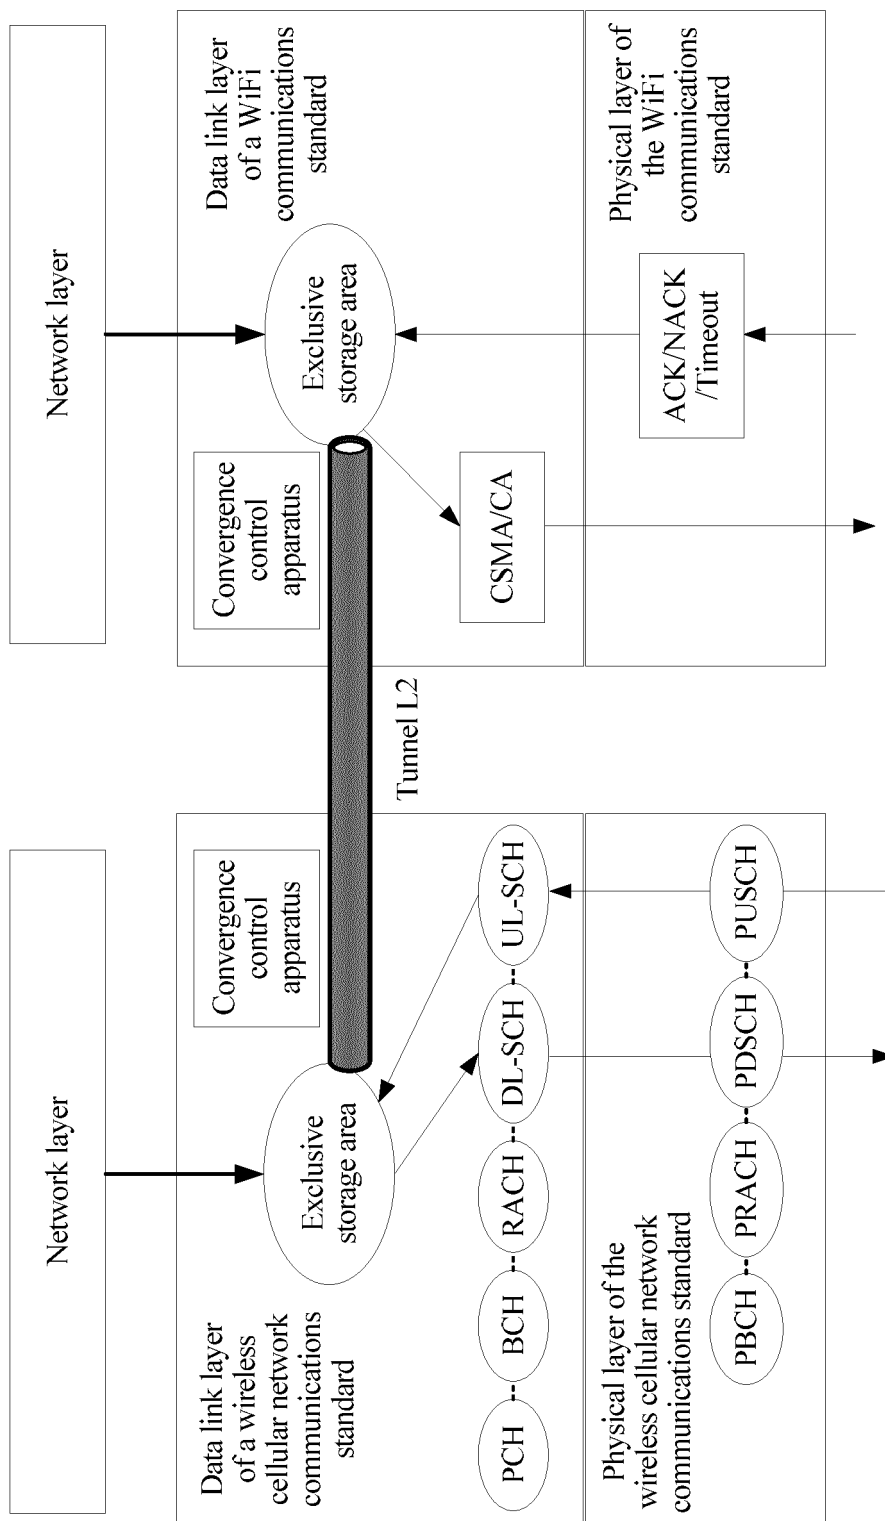 Network layer
Network layer
Data link layer
of a wireless
cellular network
communications
standard
Exclusive
storage area
Convergence
control
apparatus
Tunnel L2
Convergence
control
apparatus
Exclusive
storage area
Data link layer
of a WiFi
communications
standard
PCH
BCH
RACH
DL-SCH
UL-SCH
CSMA/CA
Physical layer of the
wireless cellular network
communications standard
PBCH
PRACH
PDSCH
PUSCH
ACK/NACK
/Timeout
Physical layer of
the WiFi
communications
standard